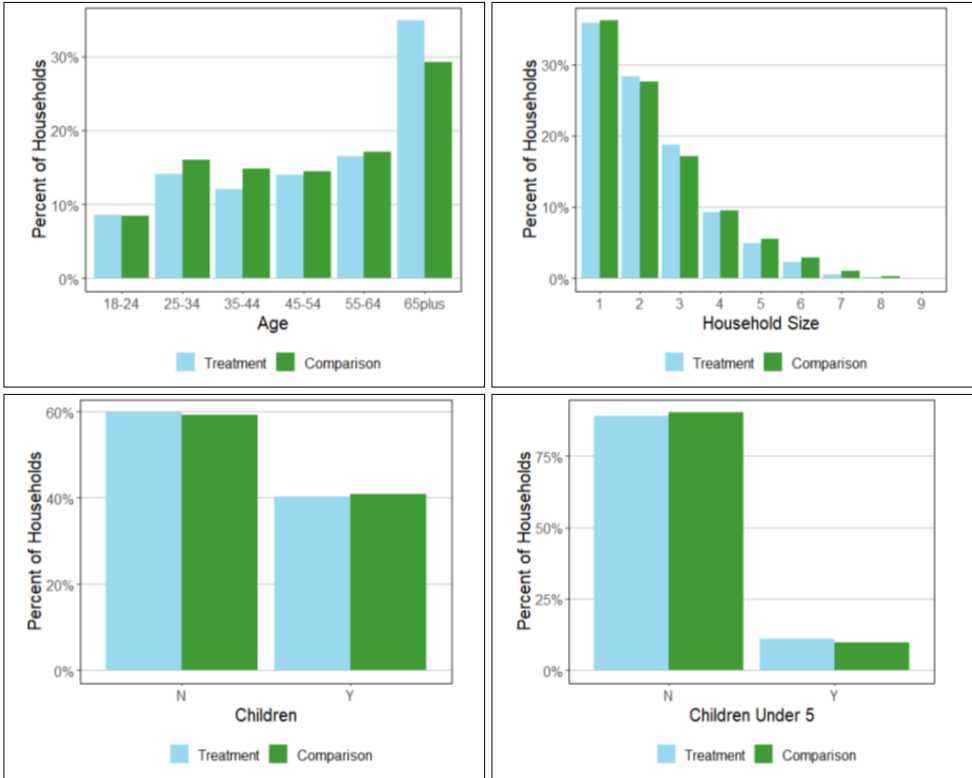 Percent of Households
30%
20%
10%
0%
18-24 25-34 35-44 45-54 55-64 65plus
Age
Treatment Comparison
Percent of Households
30%
20%
10%
0%
1 2 3 4 5 6 7 8 9
Household Size
Treatment Comparison
Percent of Households
60%
40%
20%
0%
N Y
Children
Treatment Comparison
Percent of Households
75%
50%
25%
0%
N Y
Children Under 5
Treatment Comparison